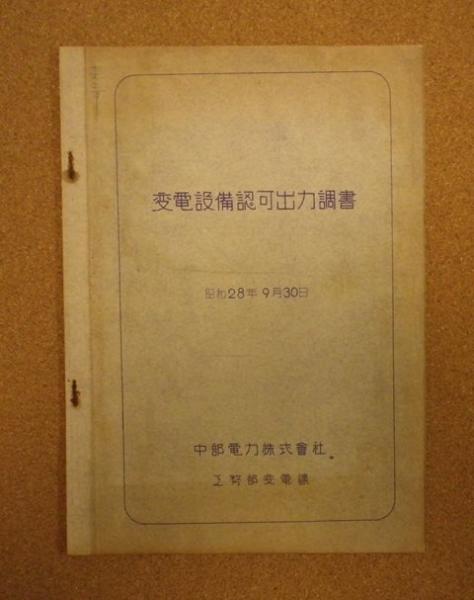 変電設備認可出力調書
昭和28年 9月30日
中部電力株式會社
工務部変電課